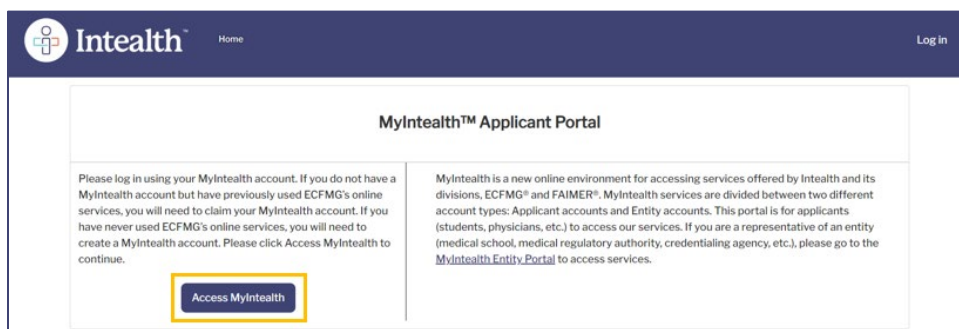 Intealth™ Home Log in
MyIntealth™ Applicant Portal
Please log in using your MyIntealth account. If you do not have a
MyIntealth account but have previously used ECFMG's online
services, you will need to claim your MyIntealth account. If you
have never used ECFMG's online services, you will need to
create a MyIntealth account. Please click Access MyIntealth to
continue.
Access MyIntealth
MyIntealth is a new online environment for accessing services offered by Intealth and its
divisions, ECFMG® and FAIMER®. MyIntealth services are divided between two different
account types: Applicant accounts and Entity accounts. This portal is for applicants
(students, physicians, etc.) to access our services. If you are a representative of an entity
(medical school, medical regulatory authority, credentialing agency, etc.), please go to the
MyIntealth Entity Portal to access services.